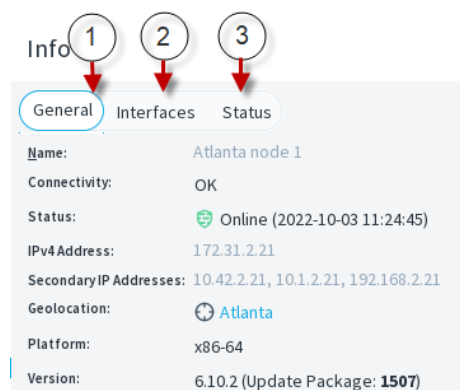 1 2 3
Info
General Interfaces Status
Name: Atlanta node 1
Connectivity: OK
Status: Online (2022-10-03 11:24:45)
IPv4 Address: 172.31.2.21
Secondary IP Addresses: 10.42.2.21, 10.1.2.21, 192.168.2.21
Geolocation: Atlanta
Platform: x86-64
Version: 6.10.2 (Update Package: 1507)